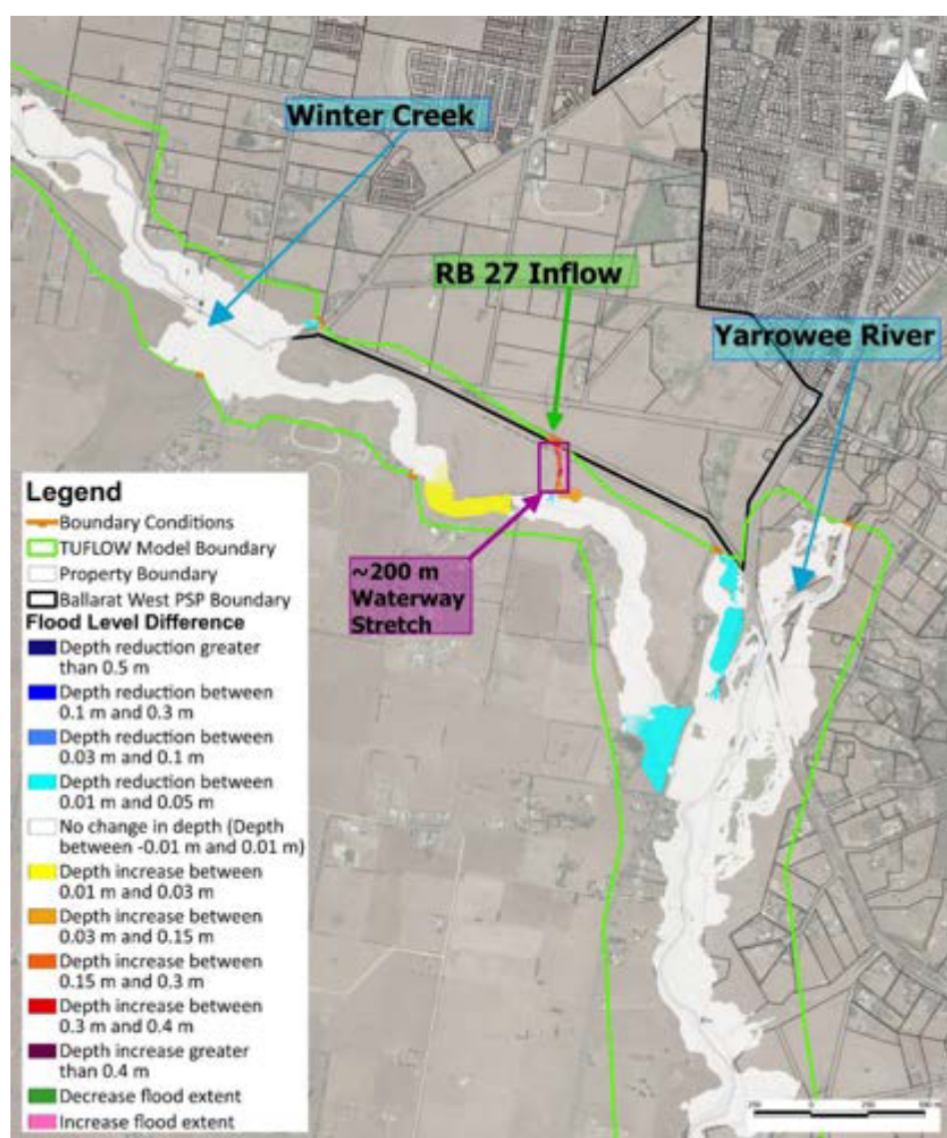 Winter Creek
RB 27 Inflow
Yarrowee River
~200 m
Waterway
Stretch
Legend
Boundary Conditions
TUFLOW Model Boundary
Property Boundary
Ballarat West PSP Boundary
Flood Level Difference
Depth reduction greater
than 0.5 m
Depth reduction between
0.1 m and 0.3 m
Depth reduction between
0.03 m and 0.1 m
Depth reduction between
0.01 m and 0.05 m
No change in depth (Depth
between -0.01 m and 0.01 m)
Depth increase between
0.01 m and 0.03 m
Depth increase between
0.03 m and 0.15 m
Depth increase between
0.15 m and 0.3 m
Depth increase between
0.3 m and 0.4 m
Depth increase greater
than 0.4 m
Decrease flood extent
Increase flood extent
250 0 250 500 m